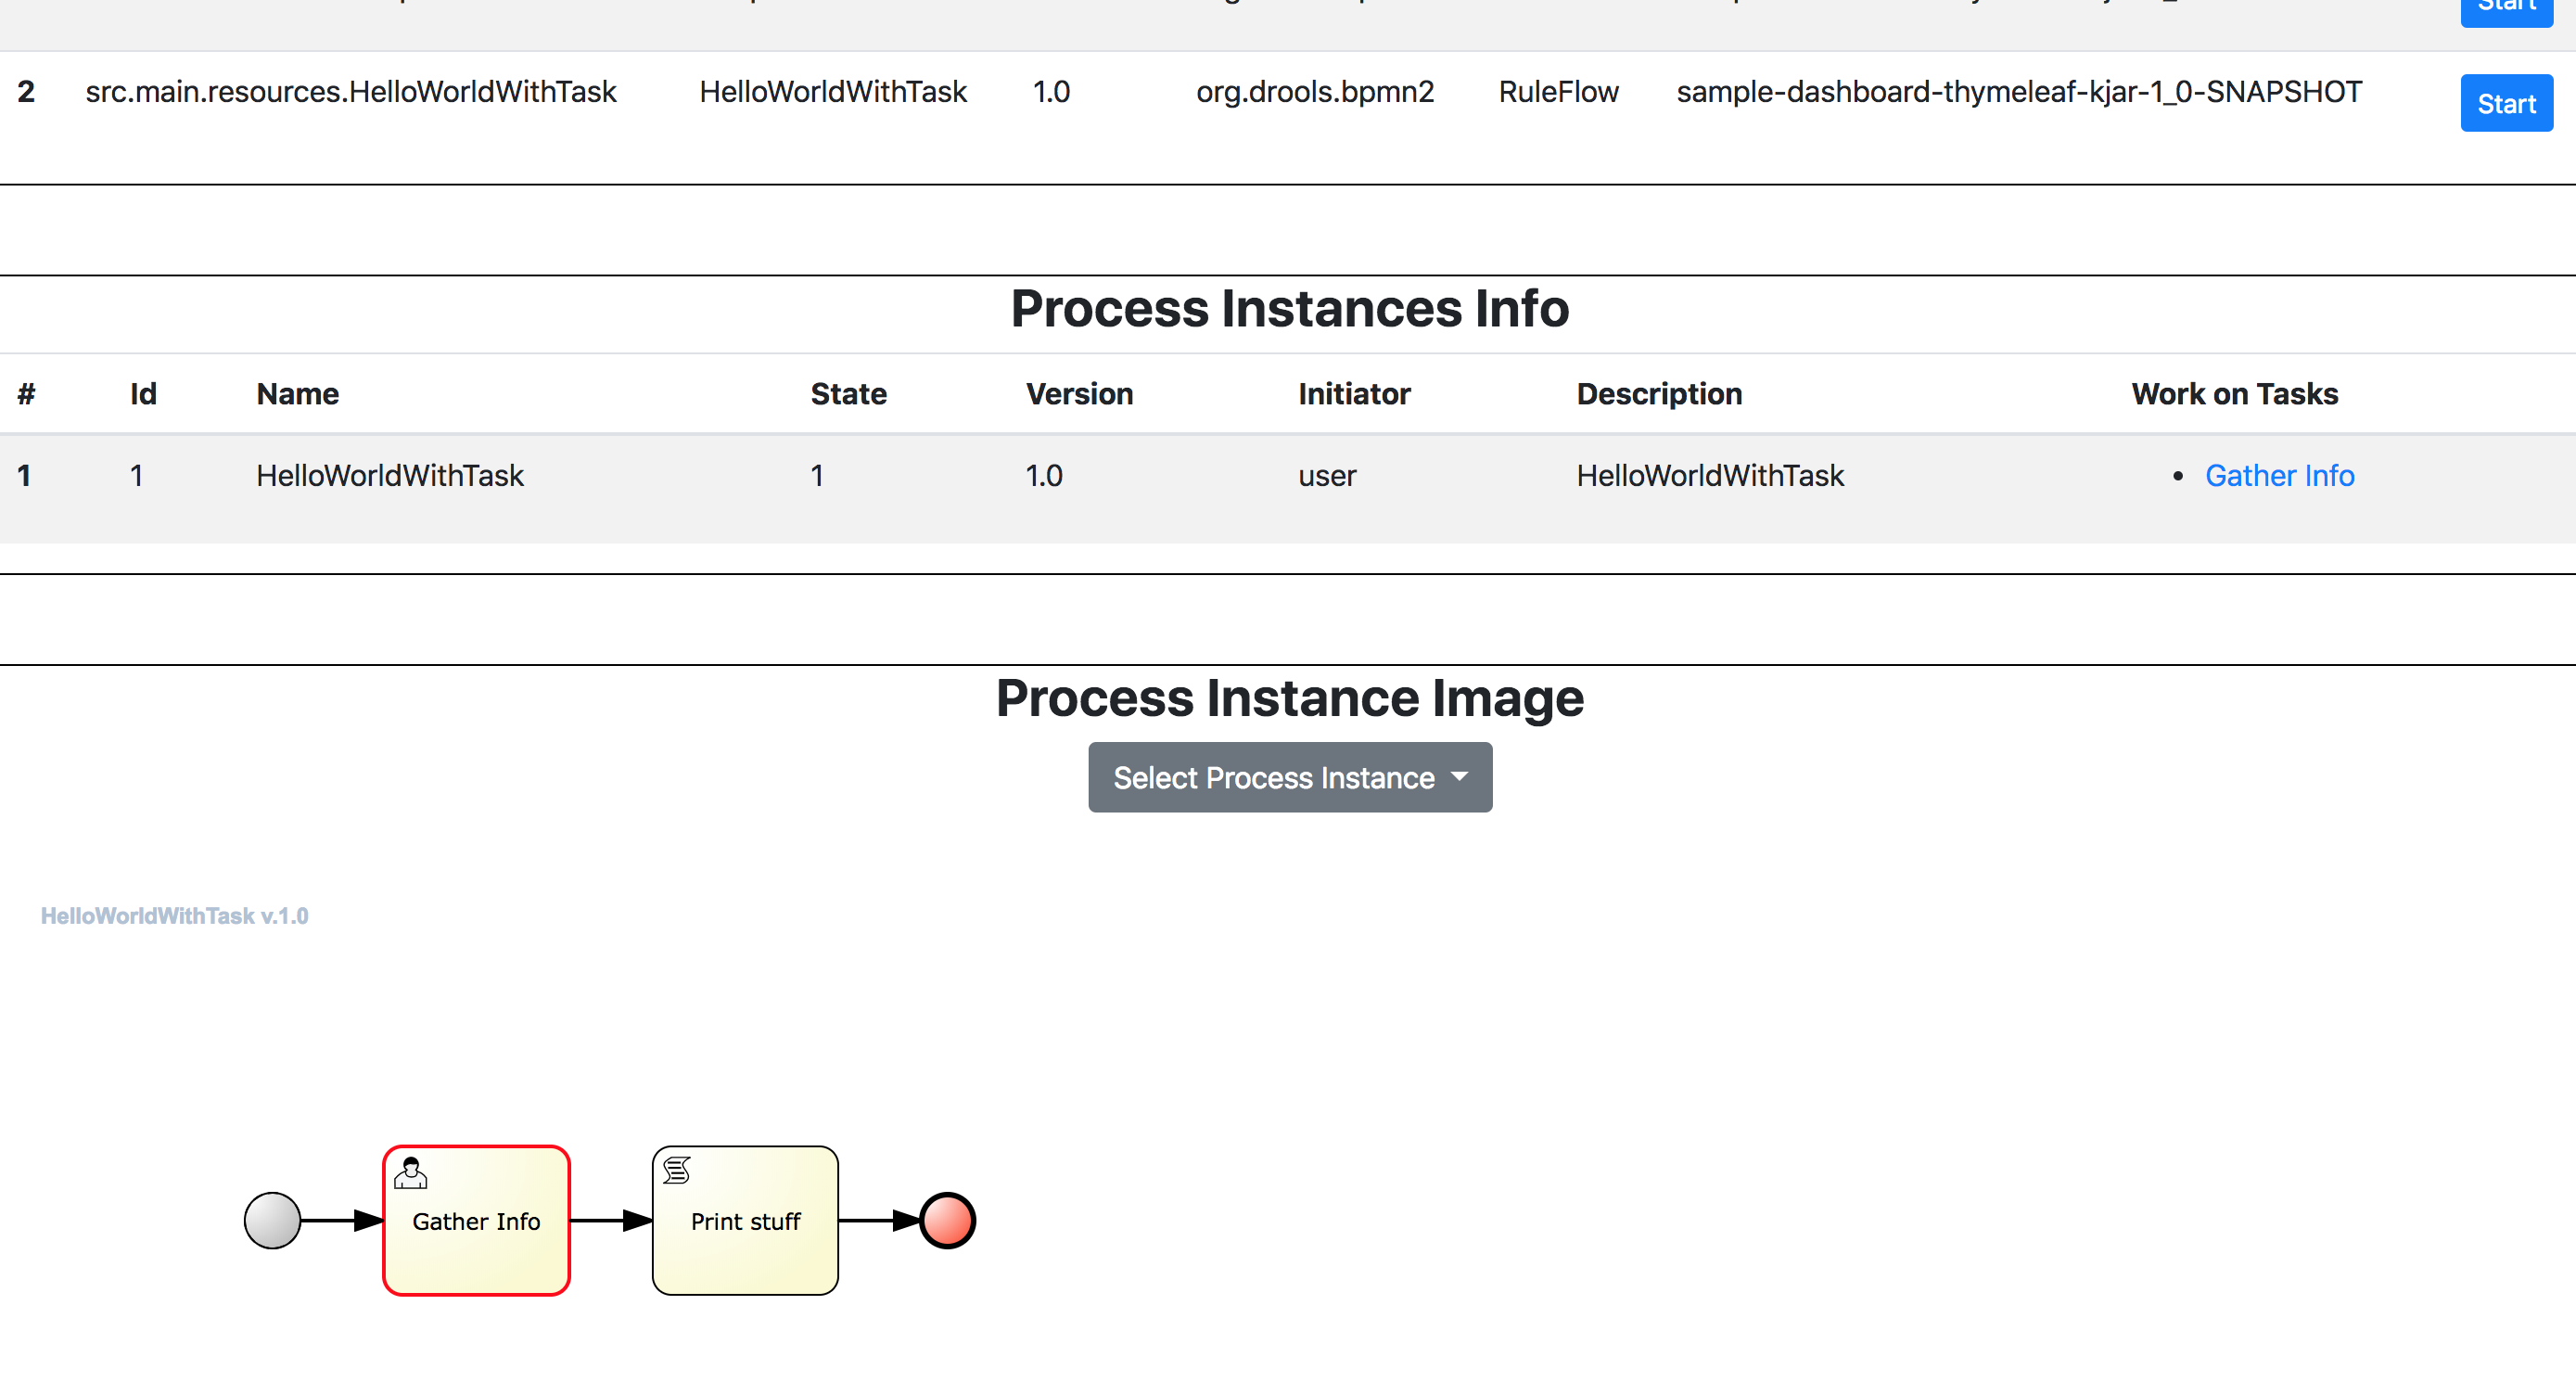 Start
2 src.main.resources.HelloWorldWithTask HelloWorldWithTask 1.0 org.drools.bpmn2 RuleFlow sample-dashboard-thymeleaf-kjar-1_0-SNAPSHOT Start
Process Instances Info
# Id Name State Version Initiator Description Work on Tasks
1 1 HelloWorldWithTask 1 1.0 user HelloWorldWithTask • Gather Info
Process Instance Image
Select Process Instance
HelloWorldWithTask v.1.0
Gather Info Print stuff